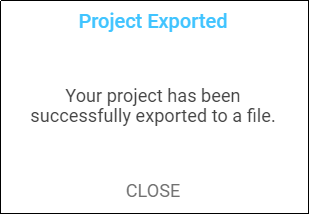 Project Exported
Your project has been
successfully exported to a file.
CLOSE